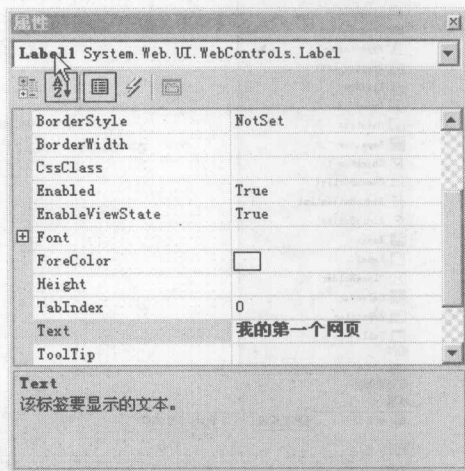 属性
Label1 System.Web.UI.WebControls.Label
BorderStyle NotSet
BorderWidth
CssClass
Enabled True
EnableViewState True
Font
ForeColor
Height
TabIndex 0
Text 我的第一个网页
ToolTip
Text
该标签要显示的文本。